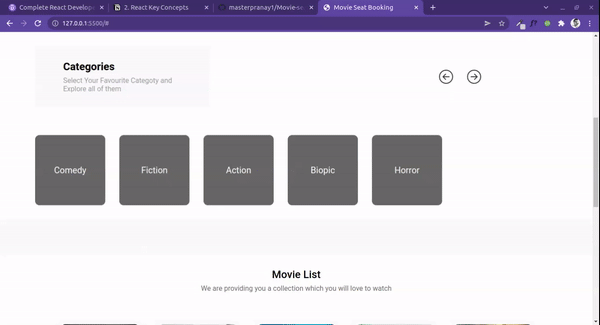 Complete React Develop
2. React Key Concepts
masterpranay1/Movie-se
Movie Seat Booking
127.0.0.1:5500/#
Categories
Select Your Favourite Categoty and
Explore all of them
Comedy
Fiction
Action
Biopic
Horror
Movie List
We are providing you a collection which you will love to watch